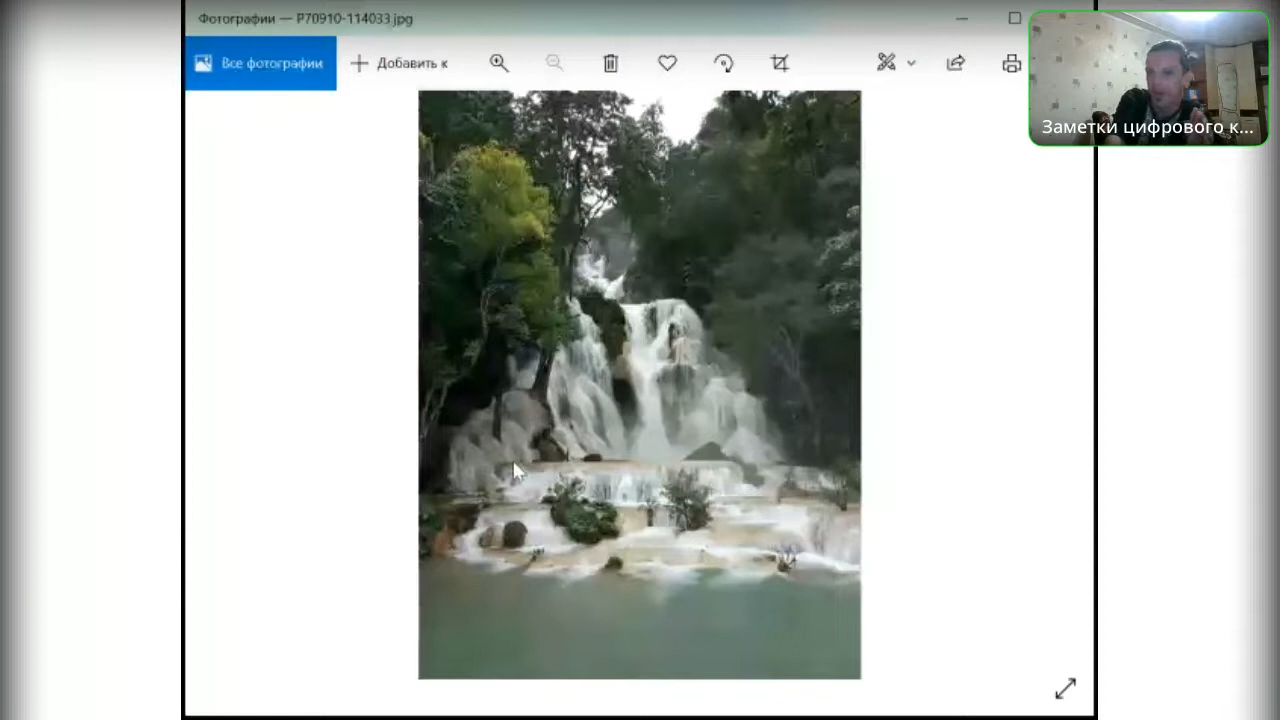 Фотографии — P70910-114033.jpg
Все фотографии
Добавить к
Заметки цифрового к...